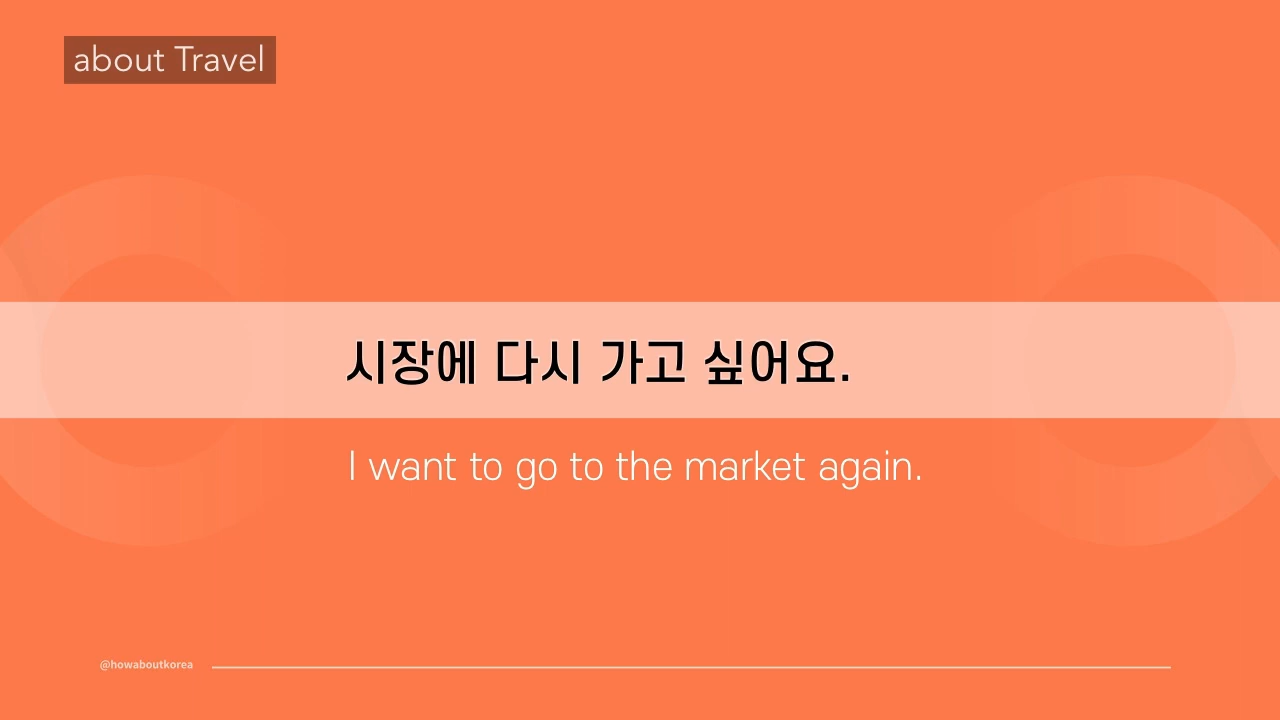 about Travel
시장에 다시 가고 싶어요.
I want to go to the market again.
@howaboutkorea